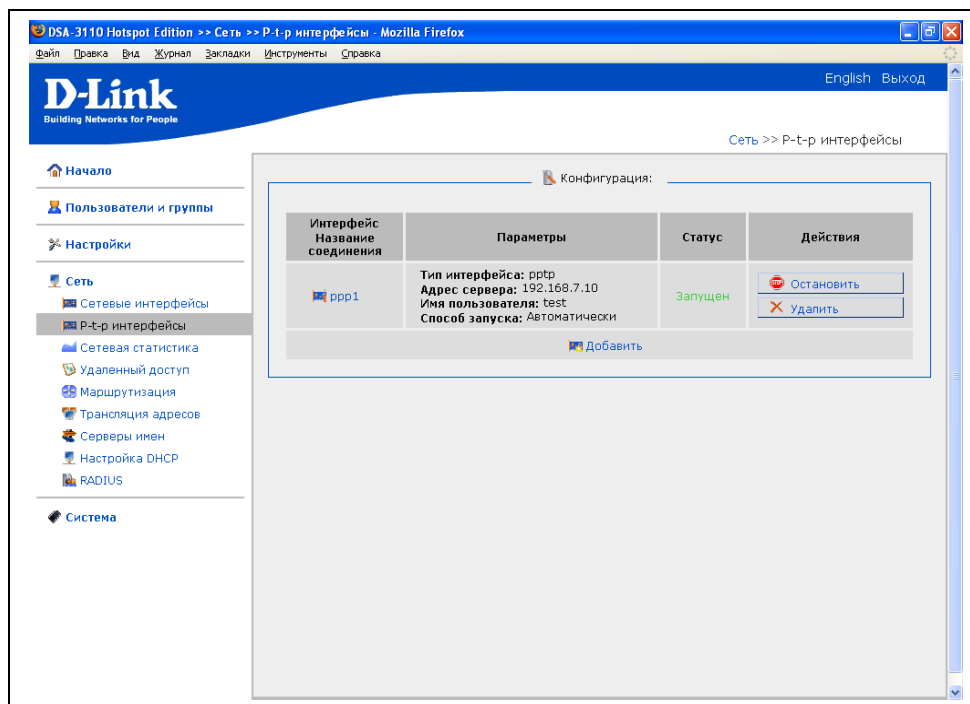 DSA-3110 Hotspot Edition >> Сеть >> P-t-p интерфейсы - Mozilla Firefox
Файл Правка Вид Журнал Закладки Инструменты Справка
English Выход
D-Link
Building Networks for People
Сеть >> P-t-p интерфейсы
Начало
Пользователи и группы
Настройки
Сеть
Сетевые интерфейсы
P-t-p интерфейсы
Сетевая статистика
Удаленный доступ
Маршрутизация
Трансляция адресов
Серверы имен
Настройка DHCP
RADIUS
Система
Конфигурация:
Интерфейс
Название
соединения
Параметры
Статус
Действия
ppp1
Тип интерфейса: pptp
Адрес сервера: 192.168.7.10
Имя пользователя: test
Способ запуска: Автоматически
Запущен
STOP
Остановить
Удалить
Добавить